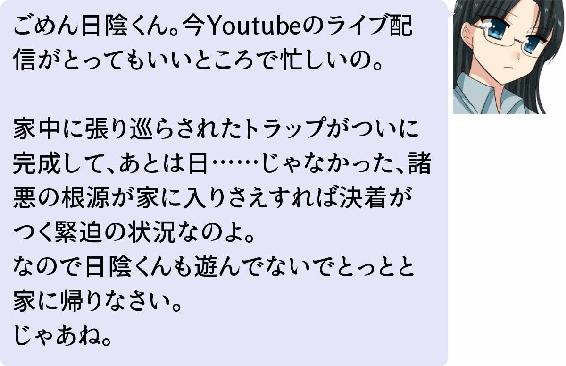 ごめん日陰くん。今Youtubeのライブ配
信がとってもいいところで忙しいの。
家中に張り巡らされたトラップがついに
完成して、あとは日……じゃなかった、諸
悪の根源が家に入りさえすれば決着が
つく緊迫の状況なのよ。
なので日陰くんも遊んでないでとっとと
家に帰りなさい。
じゃあね。